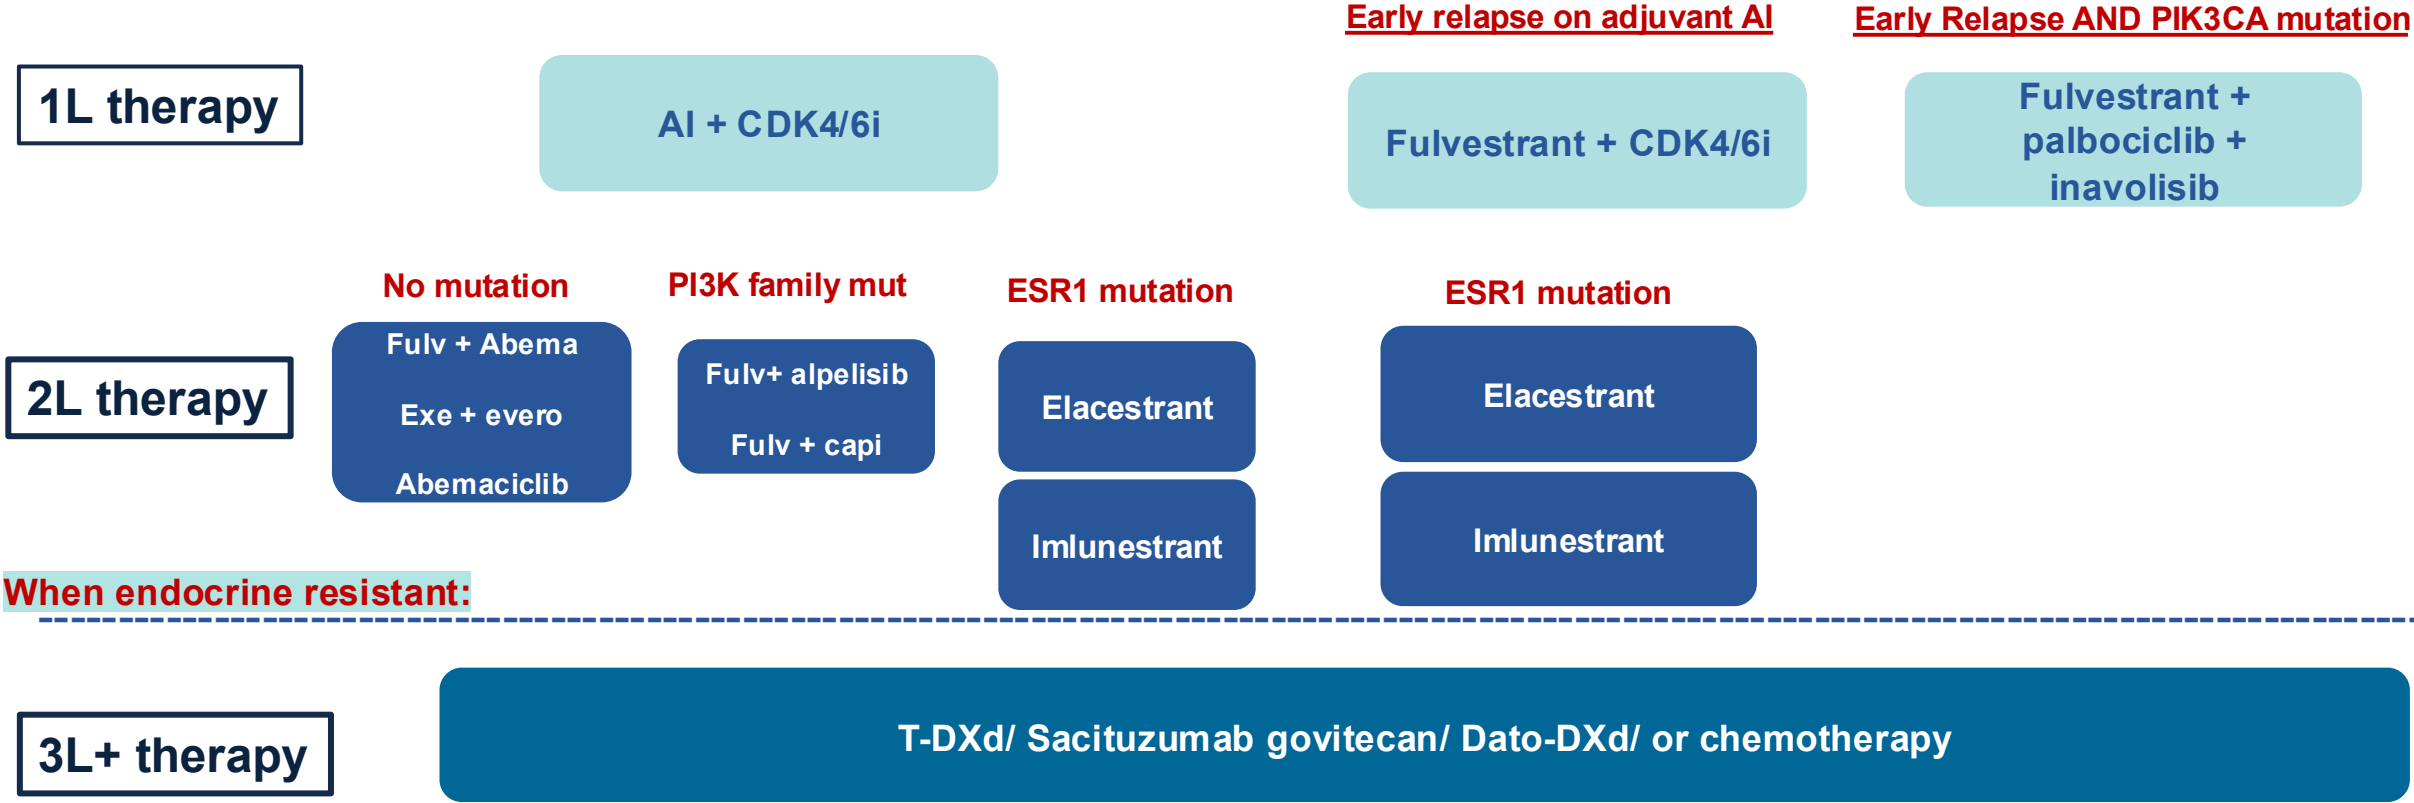 Early relapse on adjuvant AI
Early Relapse AND PIK3CA mutation
1L therapy
AI + CDK4/6i
Fulvestrant + CDK4/6i
Fulvestrant +
palbociclib +
inavolisib
No mutation
PI3K family mut
ESR1 mutation
ESR1 mutation
2L therapy
Fulv + Abema
Exe + evero
Abemaciclib
Fulv+ alpelisib
Fulv + capi
Elacestrant
Imlunestrant
Elacestrant
Imlunestrant
When endocrine resistant:
3L+ therapy
T-DXd/ Sacituzumab govitecan/ Dato-DXd/ or chemotherapy